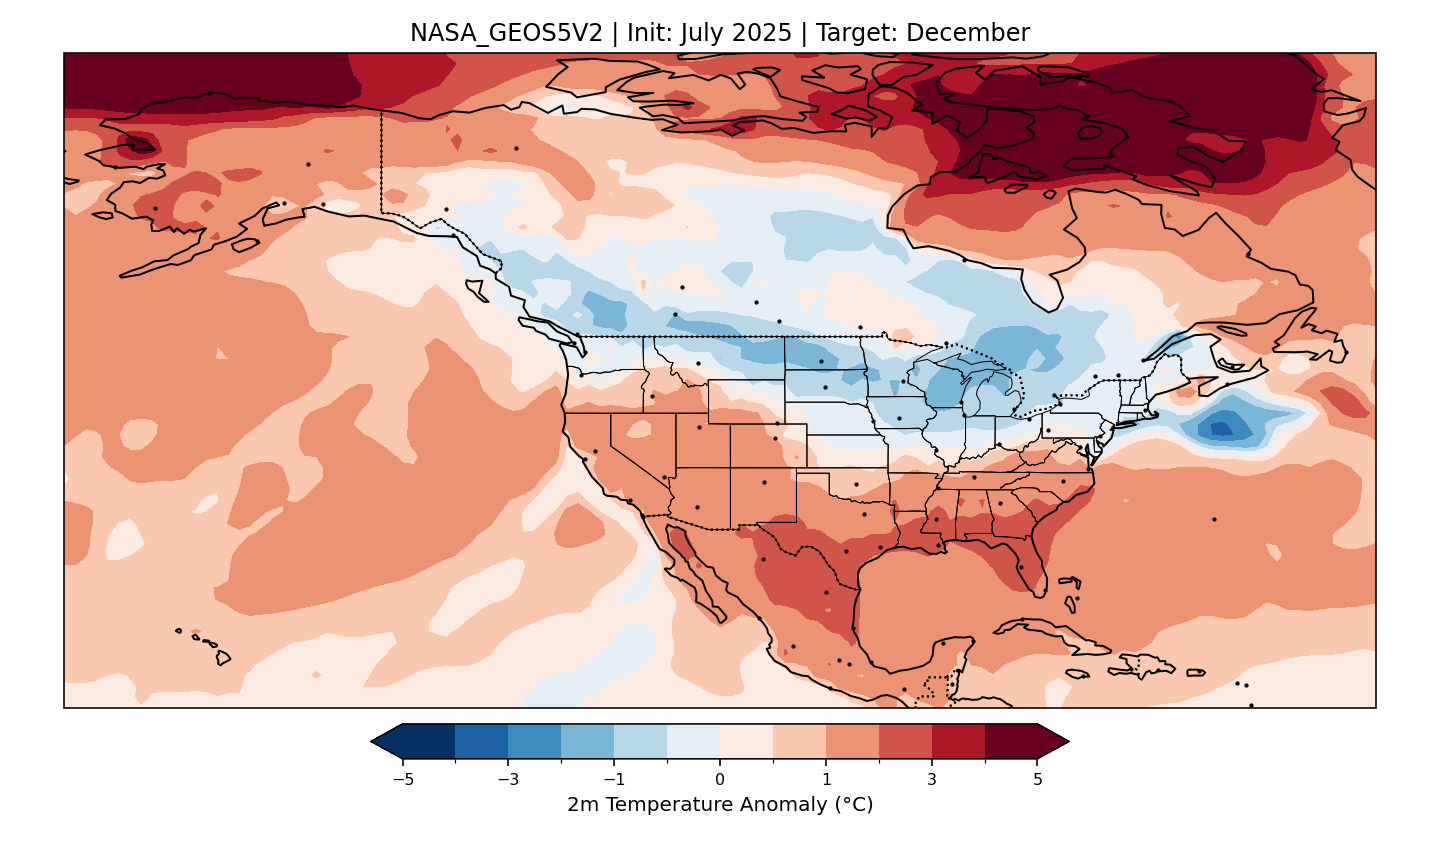 NASA_GEOS5V2 | Init: July 2025 | Target: December
−5 −3 −1 0 1 3 5
2m Temperature Anomaly (°C)